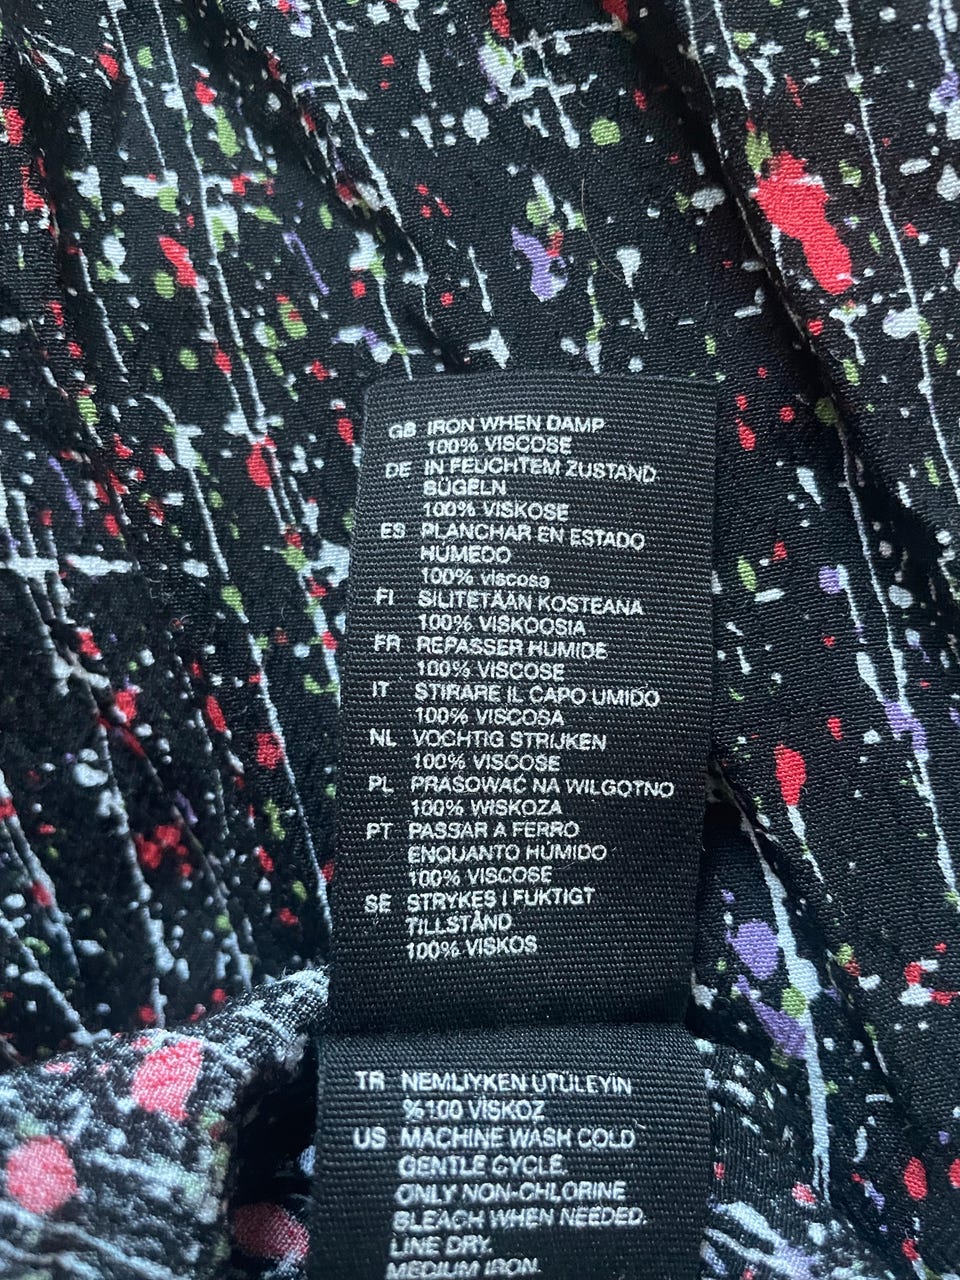 GB IRON WHEN DAMP
100% VISCOSE
DE IN FEUCHTEM ZUSTAND
BÜGELN
100% VISKOSE
ES PLANCHAR EN ESTADO
HÚMEDO
100% viscosa
FI SILITETÄÄN KOSTEANA
100% VISKOOSIA
FR REPASSER HUMIDE
100% VISCOSE
IT STIRARE IL CAPO UMIDO
100% VISCOSA
NL VOCHTIG STRIJKEN
100% VISCOSE
PL PRASOWAĆ NA WILGOTNO
100% WISKOZA
PT PASSAR A FERRO
ENQUANTO HÚMIDO
100% VISCOSE
SE STRYKES I FUKTIGT
TILLSTÅND
100% VISKOS
TR NEMLİYKEN ÜTÜLEYİN
%100 VİSKOZ
US MACHINE WASH COLD
GENTLE CYCLE.
ONLY NON-CHLORINE
BLEACH WHEN NEEDED.
LINE DRY.
MEDIUM IRON.